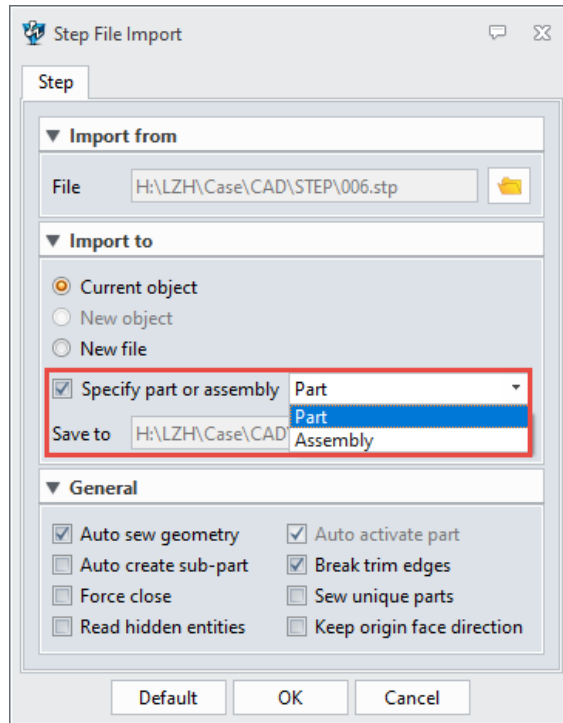 Step File Import
Step
Import from
File H:\LZH\Case\CAD\STEP\006.stp
Import to
Current object
New object
New file
Specify part or assembly Part
Part
Save to H:\LZH\Case\CAD\
Assembly
General
Auto sew geometry Auto activate part
Auto create sub-part Break trim edges
Force close Sew unique parts
Read hidden entities Keep origin face direction
Default OK Cancel